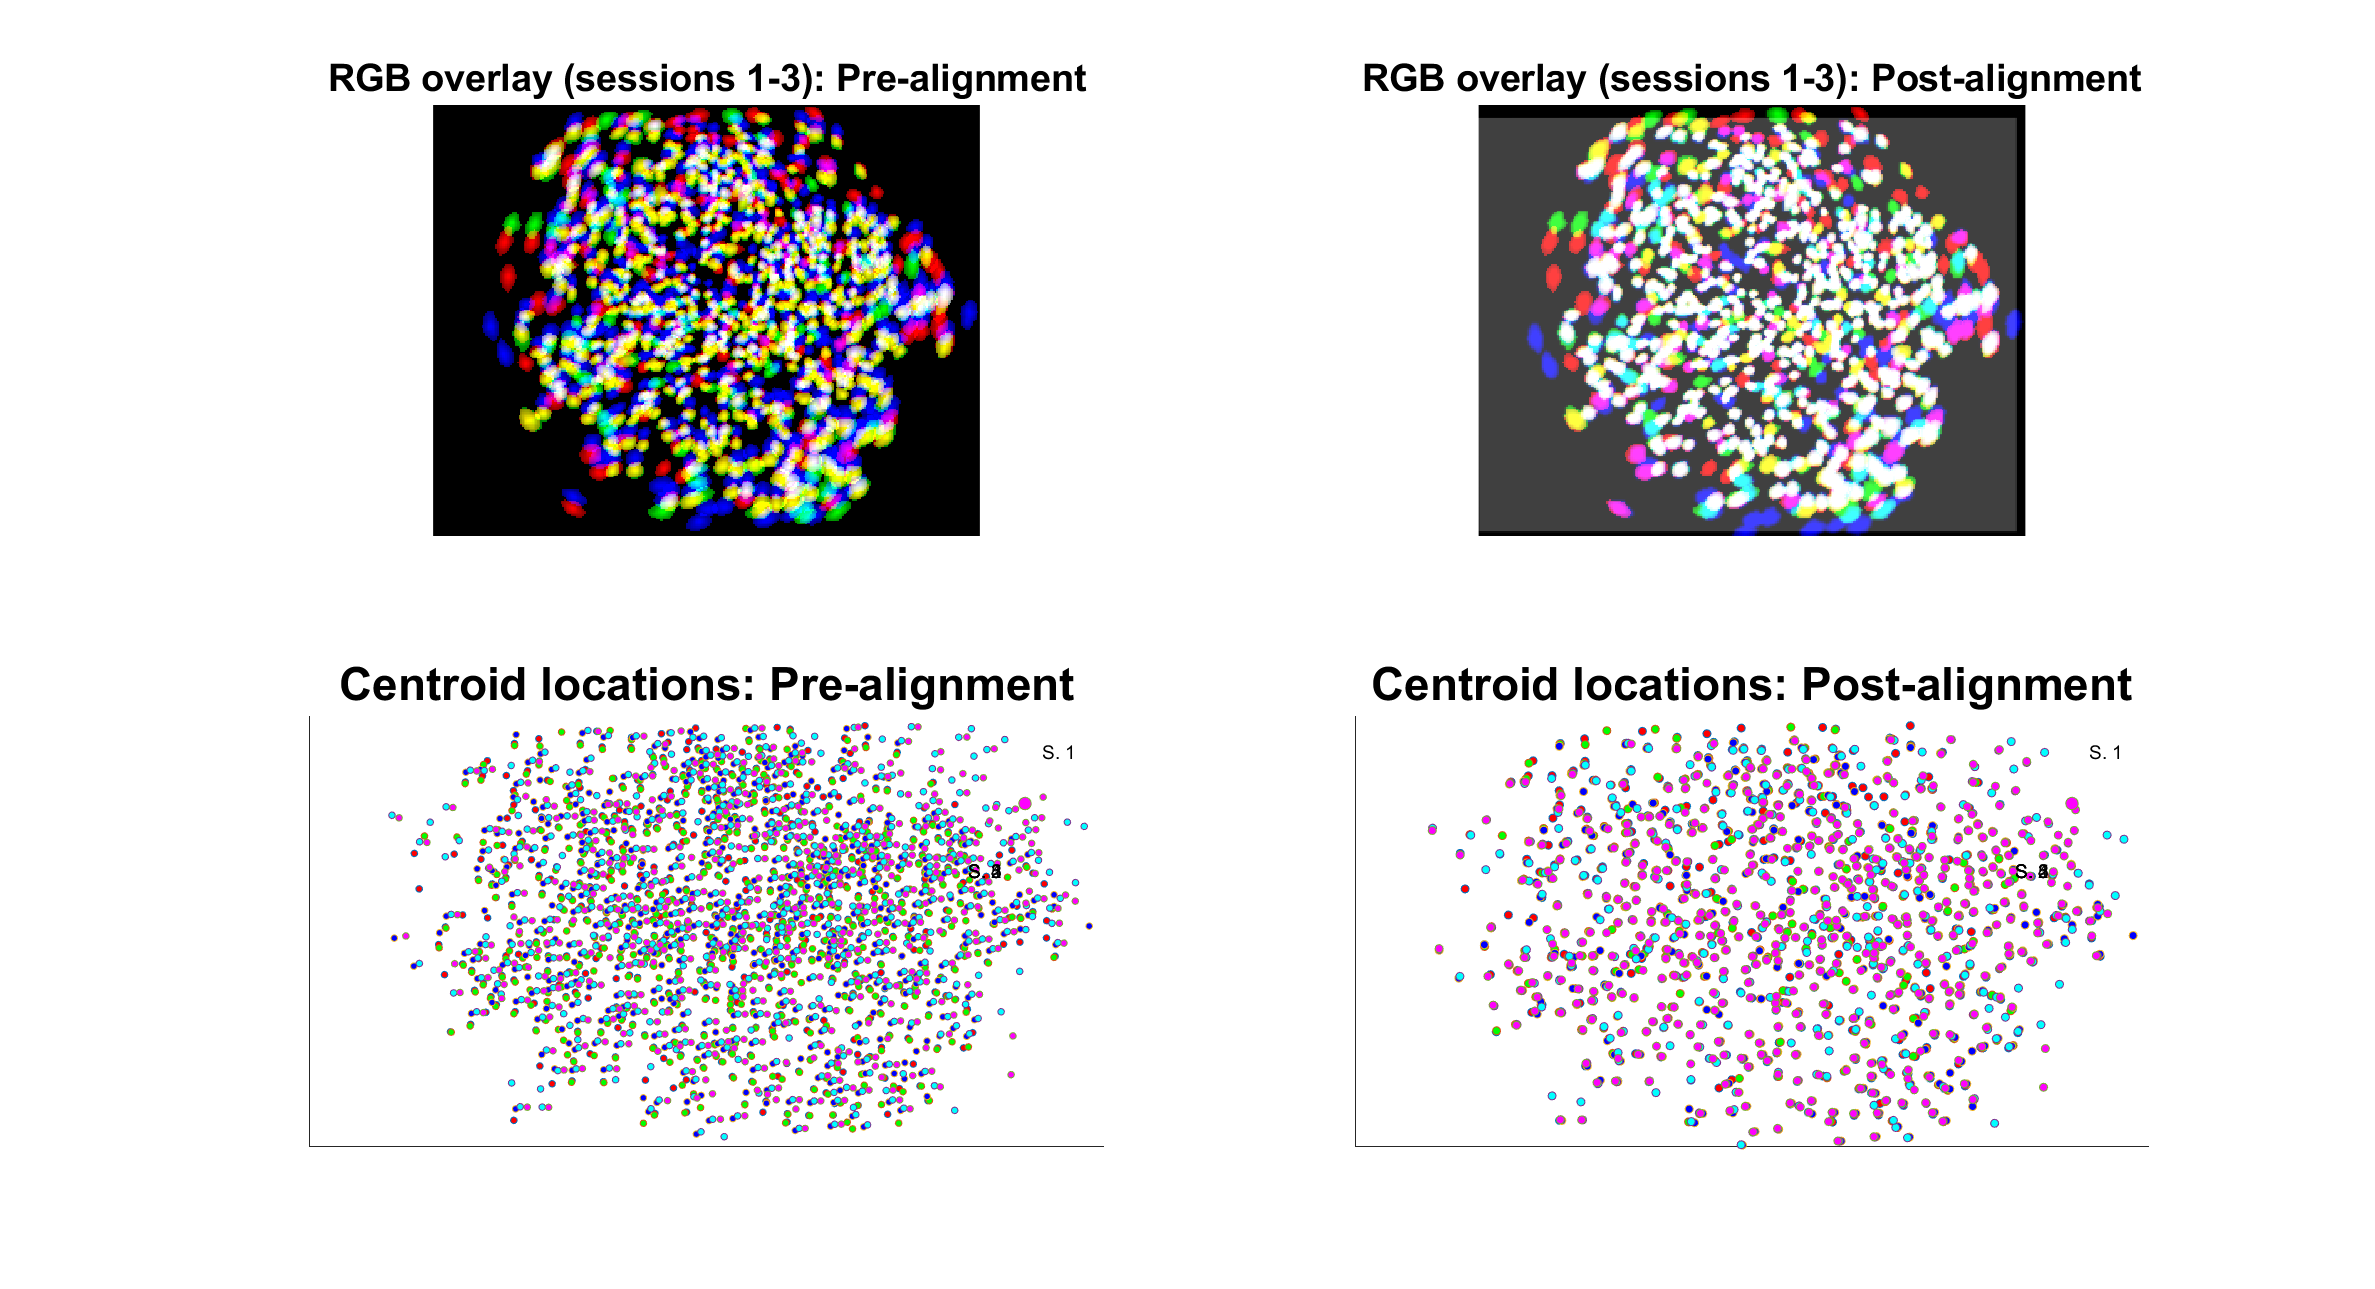 RGB overlay (sessions 1-3): Pre-alignment
RGB overlay (sessions 1-3): Post-alignment
Centroid locations: Pre-alignment
Centroid locations: Post-alignment
S. 1
S. 1
S.
S.